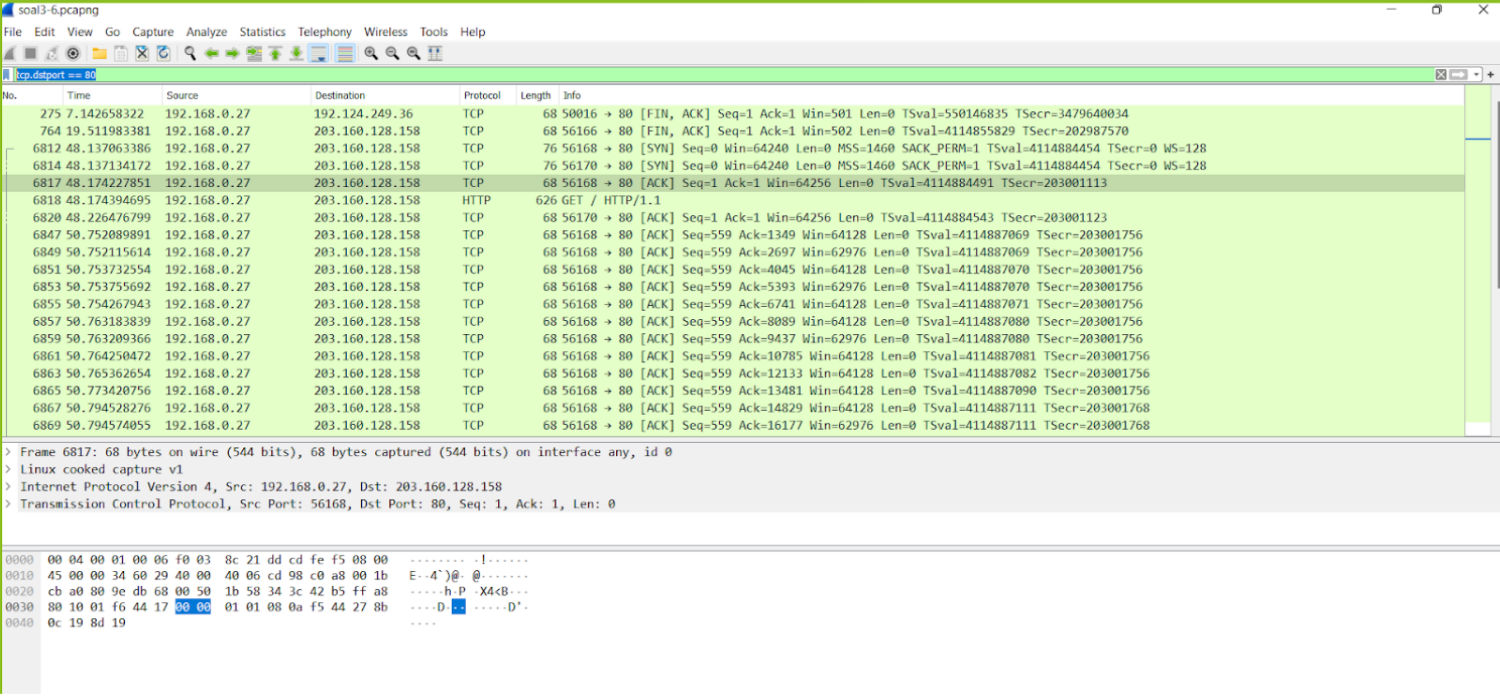 soal3-6.pcapng
File Edit View Go Capture Analyze Statistics Telephony Wireless Tools Help
tcp.dstport == 80
No. Time Source Destination Protocol Length Info
275 7.142658322 192.168.0.27 192.124.249.36 TCP 68 50016 → 80 [FIN, ACK] Seq=1 Ack=1 Win=501 Len=0 TSval=550146835 TSecr=3479640034
764 19.511983381 192.168.0.27 203.160.128.158 TCP 68 56166 → 80 [FIN, ACK] Seq=1 Ack=1 Win=502 Len=0 TSval=4114855829 TSecr=202987570
6812 48.137063386 192.168.0.27 203.160.128.158 TCP 76 56168 → 80 [SYN] Seq=0 Win=64240 Len=0 MSS=1460 SACK_PERM=1 TSval=4114884454 TSecr=0 WS=128
6814 48.137134172 192.168.0.27 203.160.128.158 TCP 76 56170 → 80 [SYN] Seq=0 Win=64240 Len=0 MSS=1460 SACK_PERM=1 TSval=4114884454 TSecr=0 WS=128
6817 48.174227851 192.168.0.27 203.160.128.158 TCP 68 56168 → 80 [ACK] Seq=1 Ack=1 Win=64256 Len=0 TSval=4114884491 TSecr=203001113
6818 48.174394695 192.168.0.27 203.160.128.158 HTTP 626 GET / HTTP/1.1
6820 48.226476799 192.168.0.27 203.160.128.158 TCP 68 56170 → 80 [ACK] Seq=1 Ack=1 Win=64256 Len=0 TSval=4114884543 TSecr=203001123
6847 50.752089891 192.168.0.27 203.160.128.158 TCP 68 56168 → 80 [ACK] Seq=559 Ack=1349 Win=64128 Len=0 TSval=4114887069 TSecr=203001756
6849 50.752115614 192.168.0.27 203.160.128.158 TCP 68 56168 → 80 [ACK] Seq=559 Ack=2697 Win=62976 Len=0 TSval=4114887069 TSecr=203001756
6851 50.753732554 192.168.0.27 203.160.128.158 TCP 68 56168 → 80 [ACK] Seq=559 Ack=4045 Win=64128 Len=0 TSval=4114887070 TSecr=203001756
6853 50.753755692 192.168.0.27 203.160.128.158 TCP 68 56168 → 80 [ACK] Seq=559 Ack=5393 Win=62976 Len=0 TSval=4114887070 TSecr=203001756
6855 50.754267943 192.168.0.27 203.160.128.158 TCP 68 56168 → 80 [ACK] Seq=559 Ack=6741 Win=64128 Len=0 TSval=4114887071 TSecr=203001756
6857 50.763183839 192.168.0.27 203.160.128.158 TCP 68 56168 → 80 [ACK] Seq=559 Ack=8089 Win=64128 Len=0 TSval=4114887080 TSecr=203001756
6859 50.763209366 192.168.0.27 203.160.128.158 TCP 68 56168 → 80 [ACK] Seq=559 Ack=9437 Win=62976 Len=0 TSval=4114887080 TSecr=203001756
6861 50.764250472 192.168.0.27 203.160.128.158 TCP 68 56168 → 80 [ACK] Seq=559 Ack=10785 Win=64128 Len=0 TSval=4114887081 TSecr=203001756
6863 50.765362654 192.168.0.27 203.160.128.158 TCP 68 56168 → 80 [ACK] Seq=559 Ack=12133 Win=64128 Len=0 TSval=4114887082 TSecr=203001756
6865 50.773420756 192.168.0.27 203.160.128.158 TCP 68 56168 → 80 [ACK] Seq=559 Ack=13481 Win=64128 Len=0 TSval=4114887090 TSecr=203001756
6867 50.794528276 192.168.0.27 203.160.128.158 TCP 68 56168 → 80 [ACK] Seq=559 Ack=14829 Win=64128 Len=0 TSval=4114887111 TSecr=203001768
6869 50.794574055 192.168.0.27 203.160.128.158 TCP 68 56168 → 80 [ACK] Seq=559 Ack=16177 Win=62976 Len=0 TSval=4114887111 TSecr=203001768
> Frame 6817: 68 bytes on wire (544 bits), 68 bytes captured (544 bits) on interface any, id 0
> Linux cooked capture v1
> Internet Protocol Version 4, Src: 192.168.0.27, Dst: 203.160.128.158
> Transmission Control Protocol, Src Port: 56168, Dst Port: 80, Seq: 1, Ack: 1, Len: 0
0000 00 04 00 01 00 06 f0 03 8c 21 dd cd fe f5 08 00 ········ ·!······
0010 45 00 00 34 60 29 40 00 40 06 cd 98 c0 a8 00 1b E··4`)@· @·······
0020 cb a0 80 9e db 68 00 50 1b 58 34 3c 42 b5 ff a8 ·····h·P ·X4<B···
0030 80 10 01 f6 44 17 00 00 01 01 08 0a f5 44 27 8b ····D··· ·····D'·
0040 0c 19 8d 19 ····